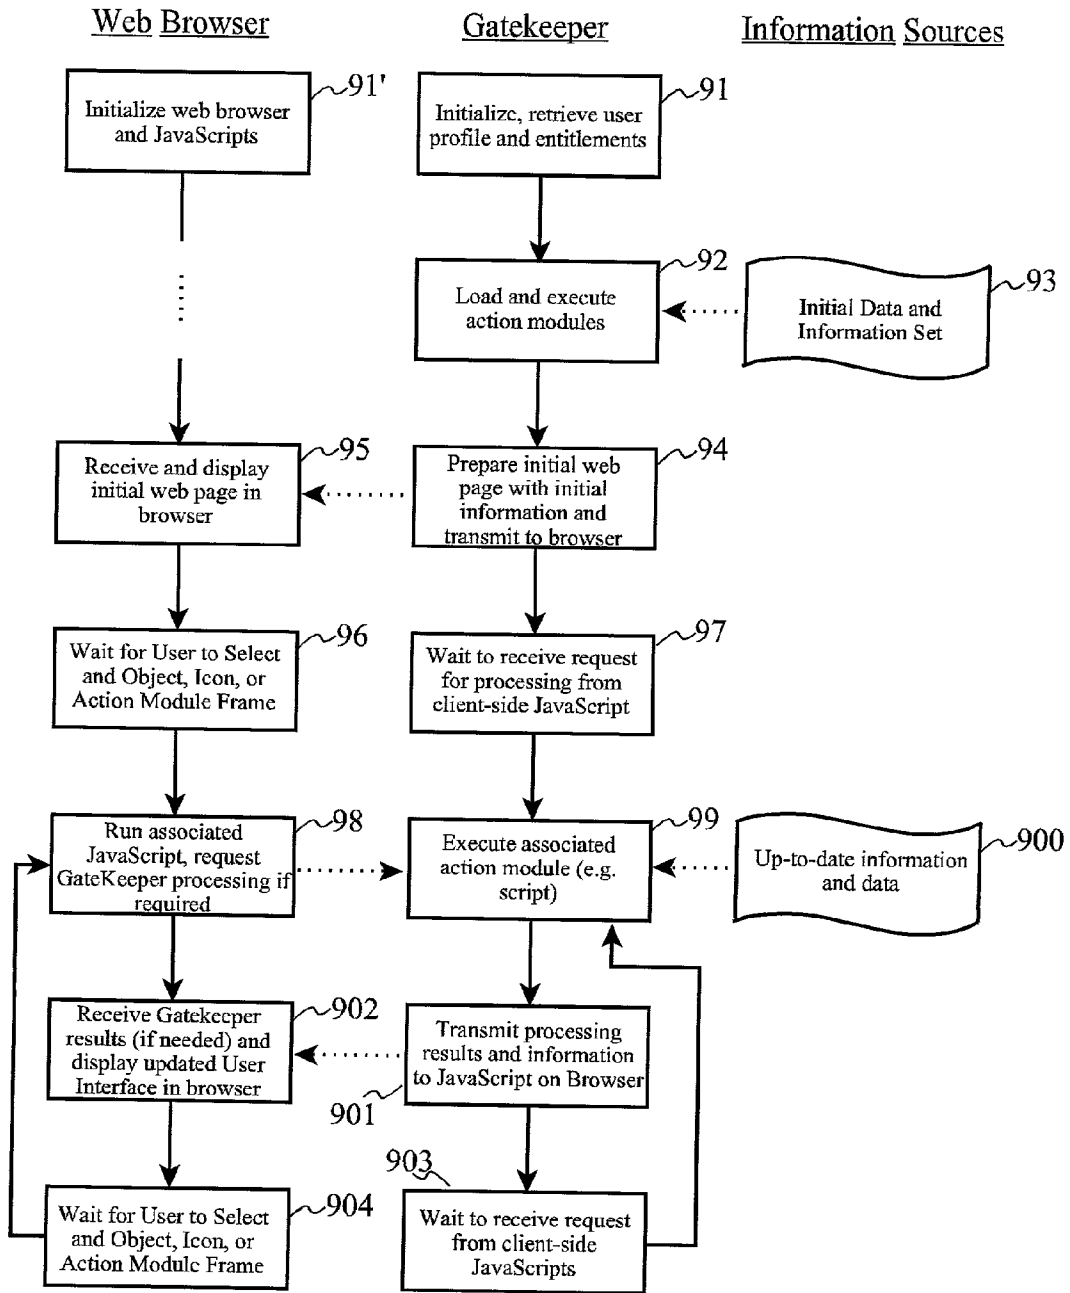 Web Browser
Gatekeeper
Information Sources
91'
Initialize web browser
and JavaScripts
91
Initialize, retrieve user
profile and entitlements
92
Load and execute
action modules
93
Initial Data and
Information Set
95
Receive and display
initial web page in
browser
94
Prepare initial web
page with initial
information and
transmit to browser
96
Wait for User to Select
and Object, Icon, or
Action Module Frame
97
Wait to receive request
for processing from
client-side JavaScript
98
Run associated
JavaScript, request
GateKeeper processing if
required
99
Execute associated
action module (e.g.
script)
900
Up-to-date information
and data
902
Receive Gatekeeper
results (if needed) and
display updated User
Interface in browser
Transmit processing
results and information
to JavaScript on Browser
901
904
Wait for User to Select
and Object, Icon, or
Action Module Frame
903
Wait to receive request
from client-side
JavaScripts